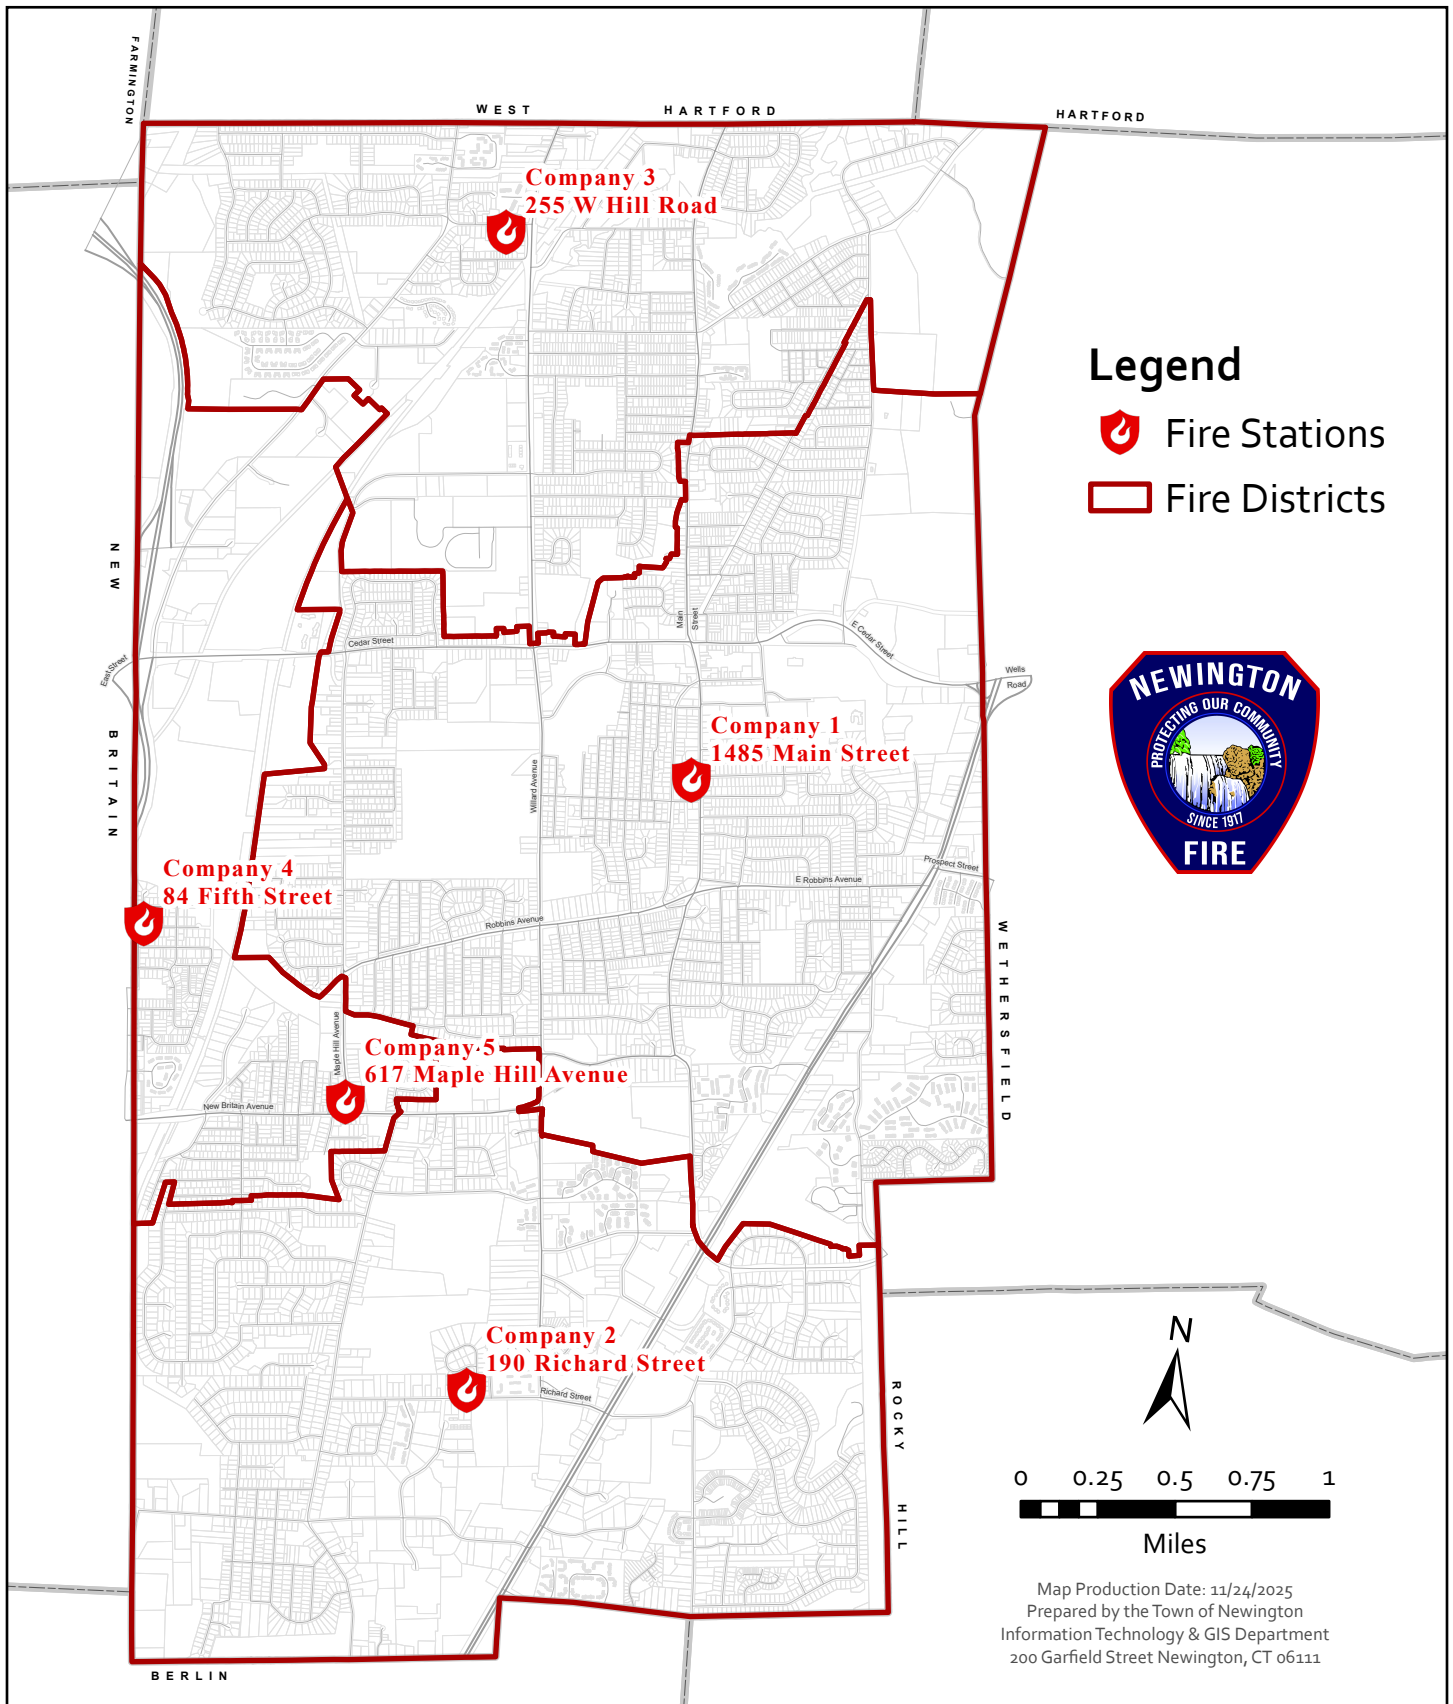 FARMINGTON
WEST HARTFORD
HARTFORD
Company 3
255 W Hill Road
Legend
Fire Stations
Fire Districts
NEW BRITAIN
Main Street
Cedar Street
E Cedar Street
East Street
Wells Road
NEWINGTON
PROTECTING OUR COMMUNITY
SINCE 1917
FIRE
Company 1
1485 Main Street
Willard Avenue
Company 4
84 Fifth Street
Prospect Street
E Robbins Avenue
Robbins Avenue
WETHERSFIELD
Maple Hill Avenue
Company 5
617 Maple Hill Avenue
New Britain Avenue
Company 2
190 Richard Street
Richard Street
ROCKY HILL
N
0 0.25 0.5 0.75 1
Miles
Map Production Date: 11/24/2025
Prepared by the Town of Newington
Information Technology & GIS Department
200 Garfield Street Newington, CT 06111
BERLIN